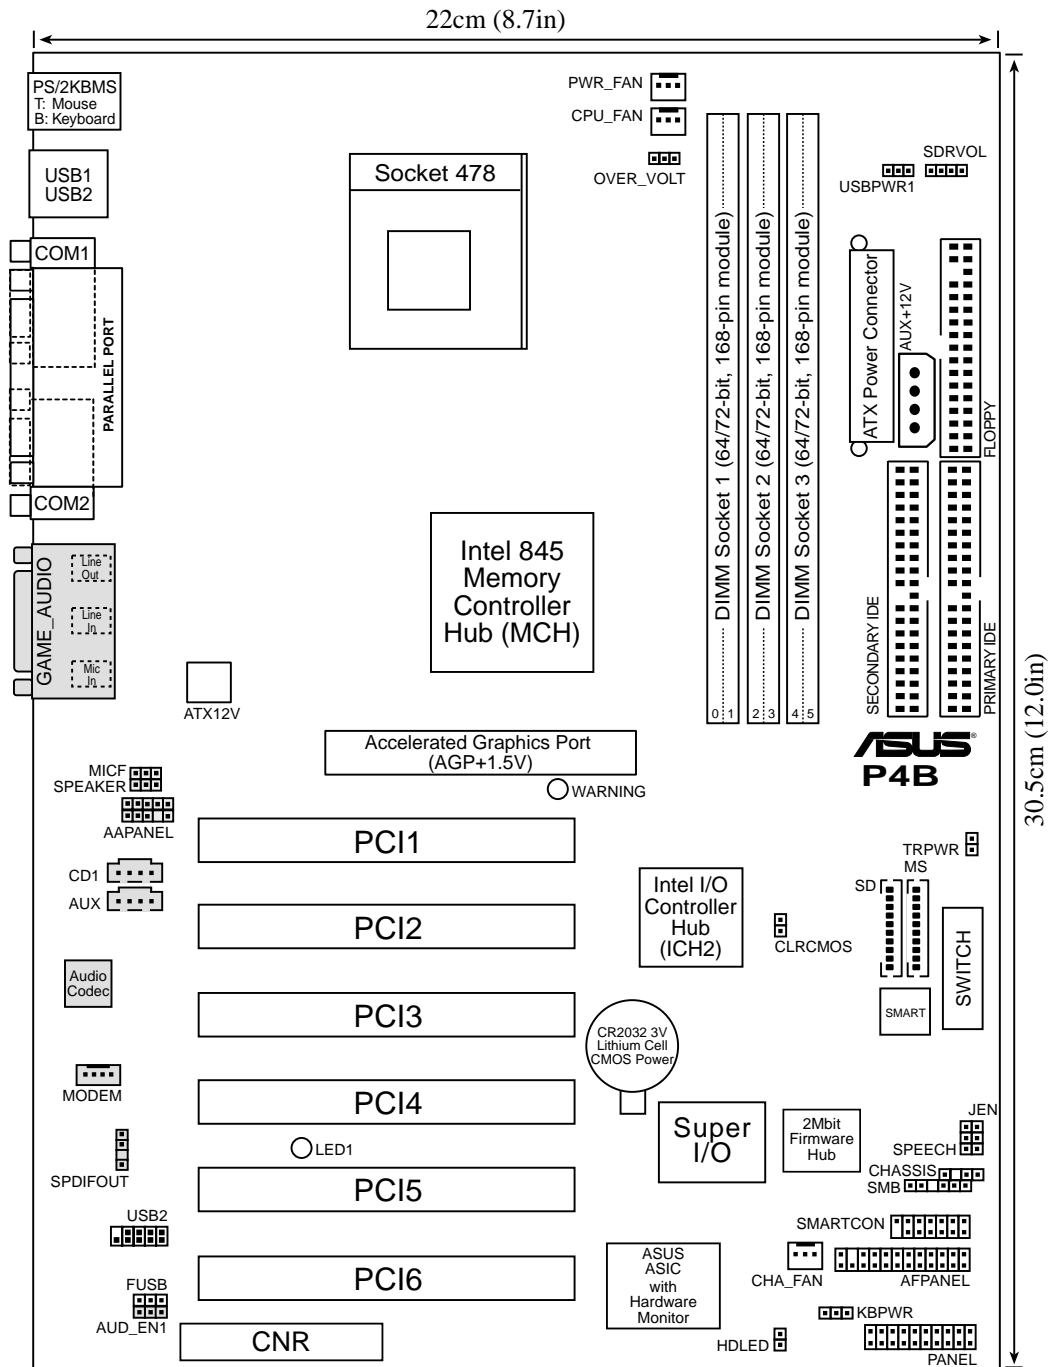 22cm (8.7in)
PS/2KBMS
T: Mouse
B: Keyboard
USB1
USB2
COM1
PARALLEL PORT
COM2
GAME_AUDIO
Line
Out
Line
In
Mic
In
Socket 478
PWR_FAN
CPU_FAN
OVER_VOLT
DIMM Socket 1 (64/72-bit, 168-pin module)
DIMM Socket 2 (64/72-bit, 168-pin module)
DIMM Socket 3 (64/72-bit, 168-pin module)
0 1
2 3
4 5
USBPWR1
SDRVOL
ATX Power Connector
AUX+12V
FLOPPY
SECONDARY IDE
PRIMARY IDE
30.5cm (12.0in)
Intel 845
Memory
Controller
Hub (MCH)
ATX12V
ASUS®
P4B
Accelerated Graphics Port
(AGP+1.5V)
WARNING
MICF
SPEAKER
AAPANEL
CD1
AUX
Audio
Codec
MODEM
SPDIFOUT
USB2
FUSB
AUD_EN1
PCI1
PCI2
PCI3
PCI4
LED1
PCI5
PCI6
CNR
Intel I/O
Controller
Hub
(ICH2)
CLRCMOS
TRPWR
MS
SD
SWITCH
SMART
CR2032 3V
Lithium Cell
CMOS Power
Super
I/O
2Mbit
Firmware
Hub
JEN
SPEECH
CHASSIS
SMB
SMARTCON
ASUS
ASIC
with
Hardware
Monitor
CHA_FAN
AFPANEL
KBPWR
HDLED
PANEL